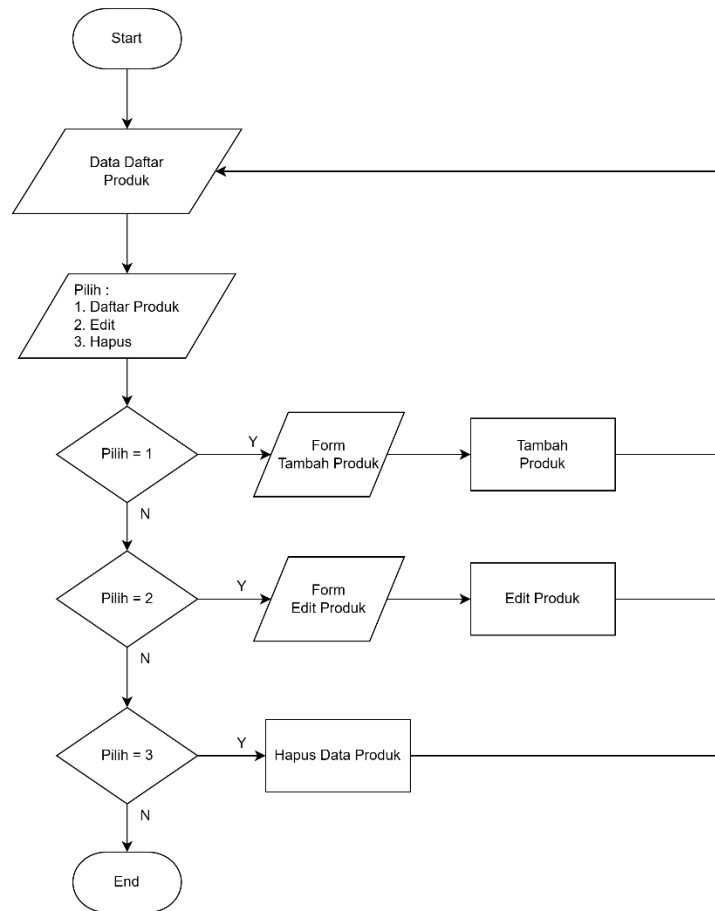 Start
Data Daftar
Produk
Pilih :
1. Daftar Produk
2. Edit
3. Hapus
Pilih = 1
Y
Form
Tambah Produk
Tambah
Produk
N
Pilih = 2
Y
Form
Edit Produk
Edit Produk
N
Pilih = 3
Y
Hapus Data Produk
N
End